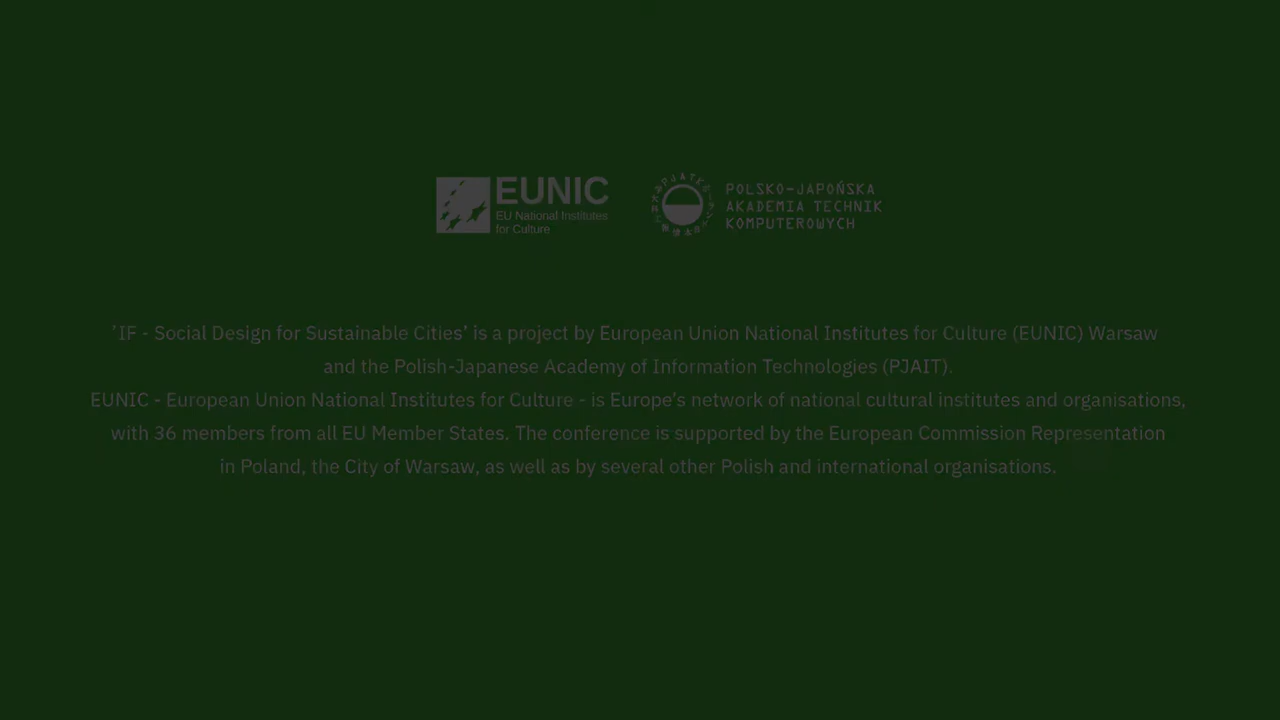 EUNIC
EU National Institutes
for Culture
PJATK
POLSKO-JAPOŃSKA
AKADEMIA TECHNIK
KOMPUTEROWYCH
'IF - Social Design for Sustainable Cities' is a project by European Union National Institutes for Culture (EUNIC) Warsaw
and the Polish-Japanese Academy of Information Technologies (PJAIT).
EUNIC - European Union National Institutes for Culture - is Europe's network of national cultural institutes and organisations,
with 36 members from all EU Member States. The conference is supported by the European Commission Representation
in Poland, the City of Warsaw, as well as by several other Polish and international organisations.